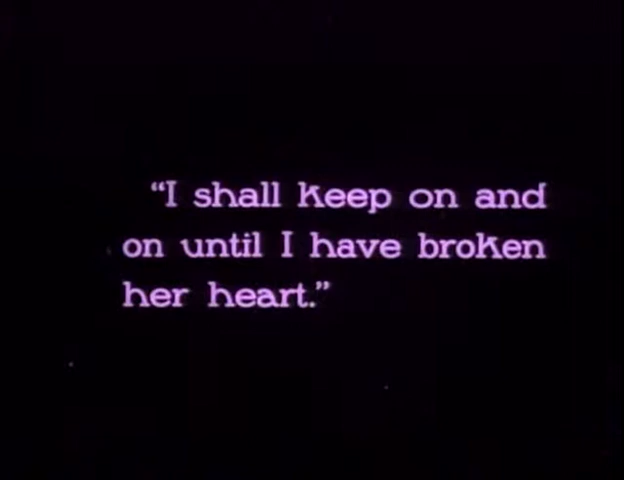 “I shall keep on and
on until I have broken
her heart.”